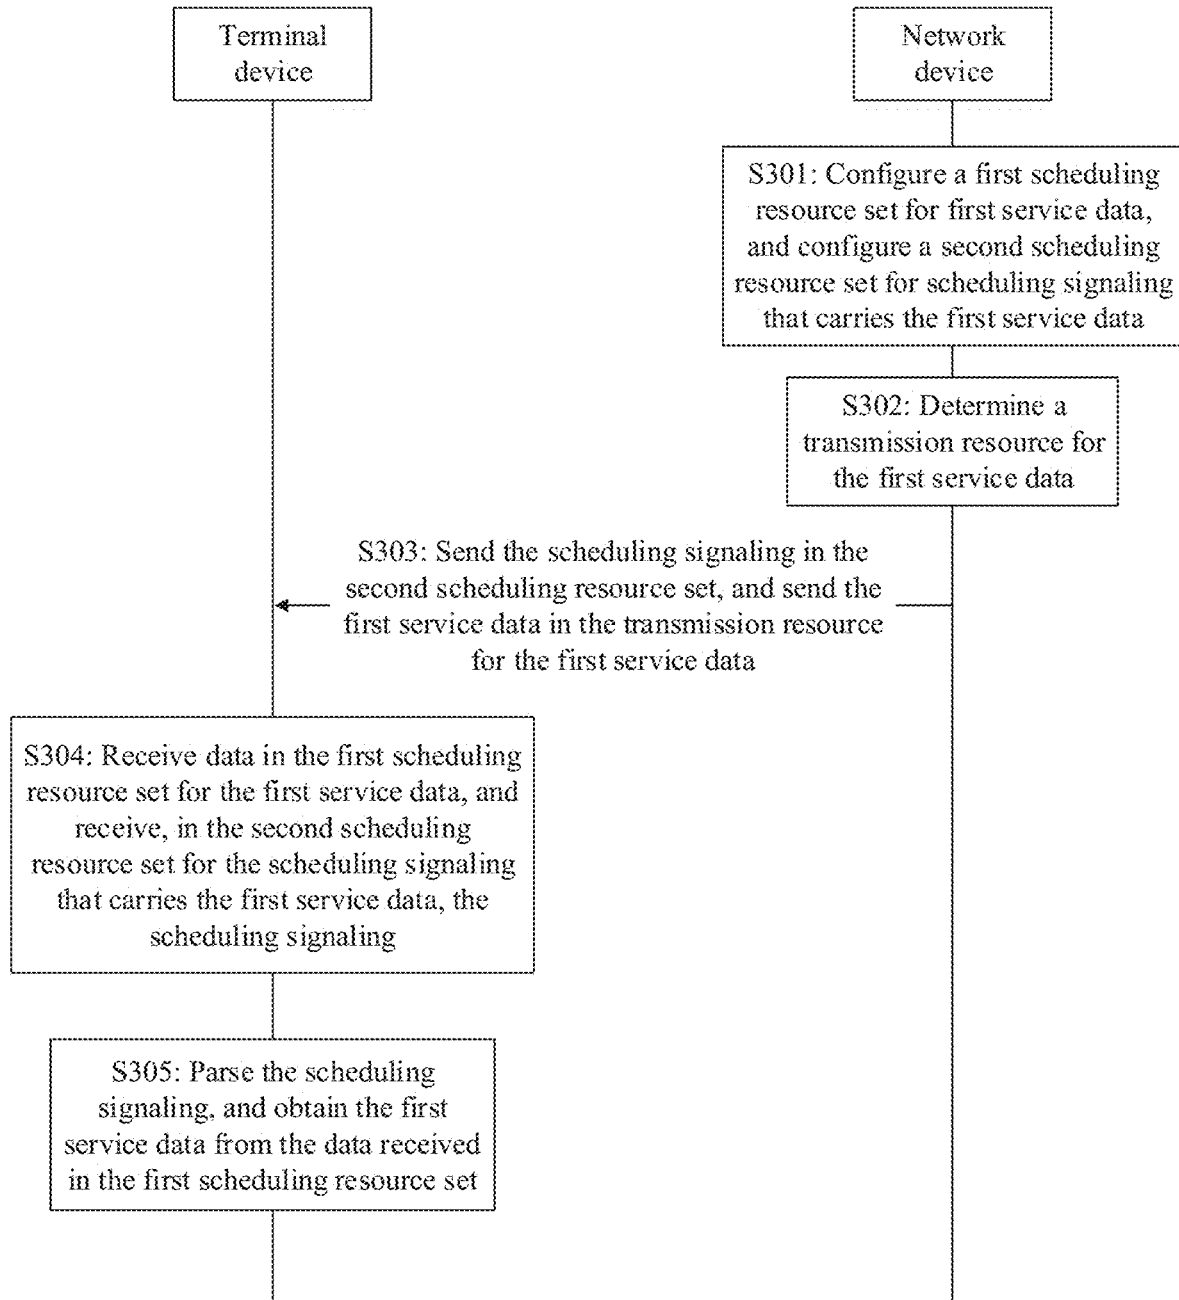 Terminal
device
Network
device
S301: Configure a first scheduling
resource set for first service data,
and configure a second scheduling
resource set for scheduling signaling
that carries the first service data
S302: Determine a
transmission resource for
the first service data
S303: Send the scheduling signaling in the
second scheduling resource set, and send the
first service data in the transmission resource
for the first service data
S304: Receive data in the first scheduling
resource set for the first service data, and
receive, in the second scheduling
resource set for the scheduling signaling
that carries the first service data, the
scheduling signaling
S305: Parse the scheduling
signaling, and obtain the first
service data from the data received
in the first scheduling resource set